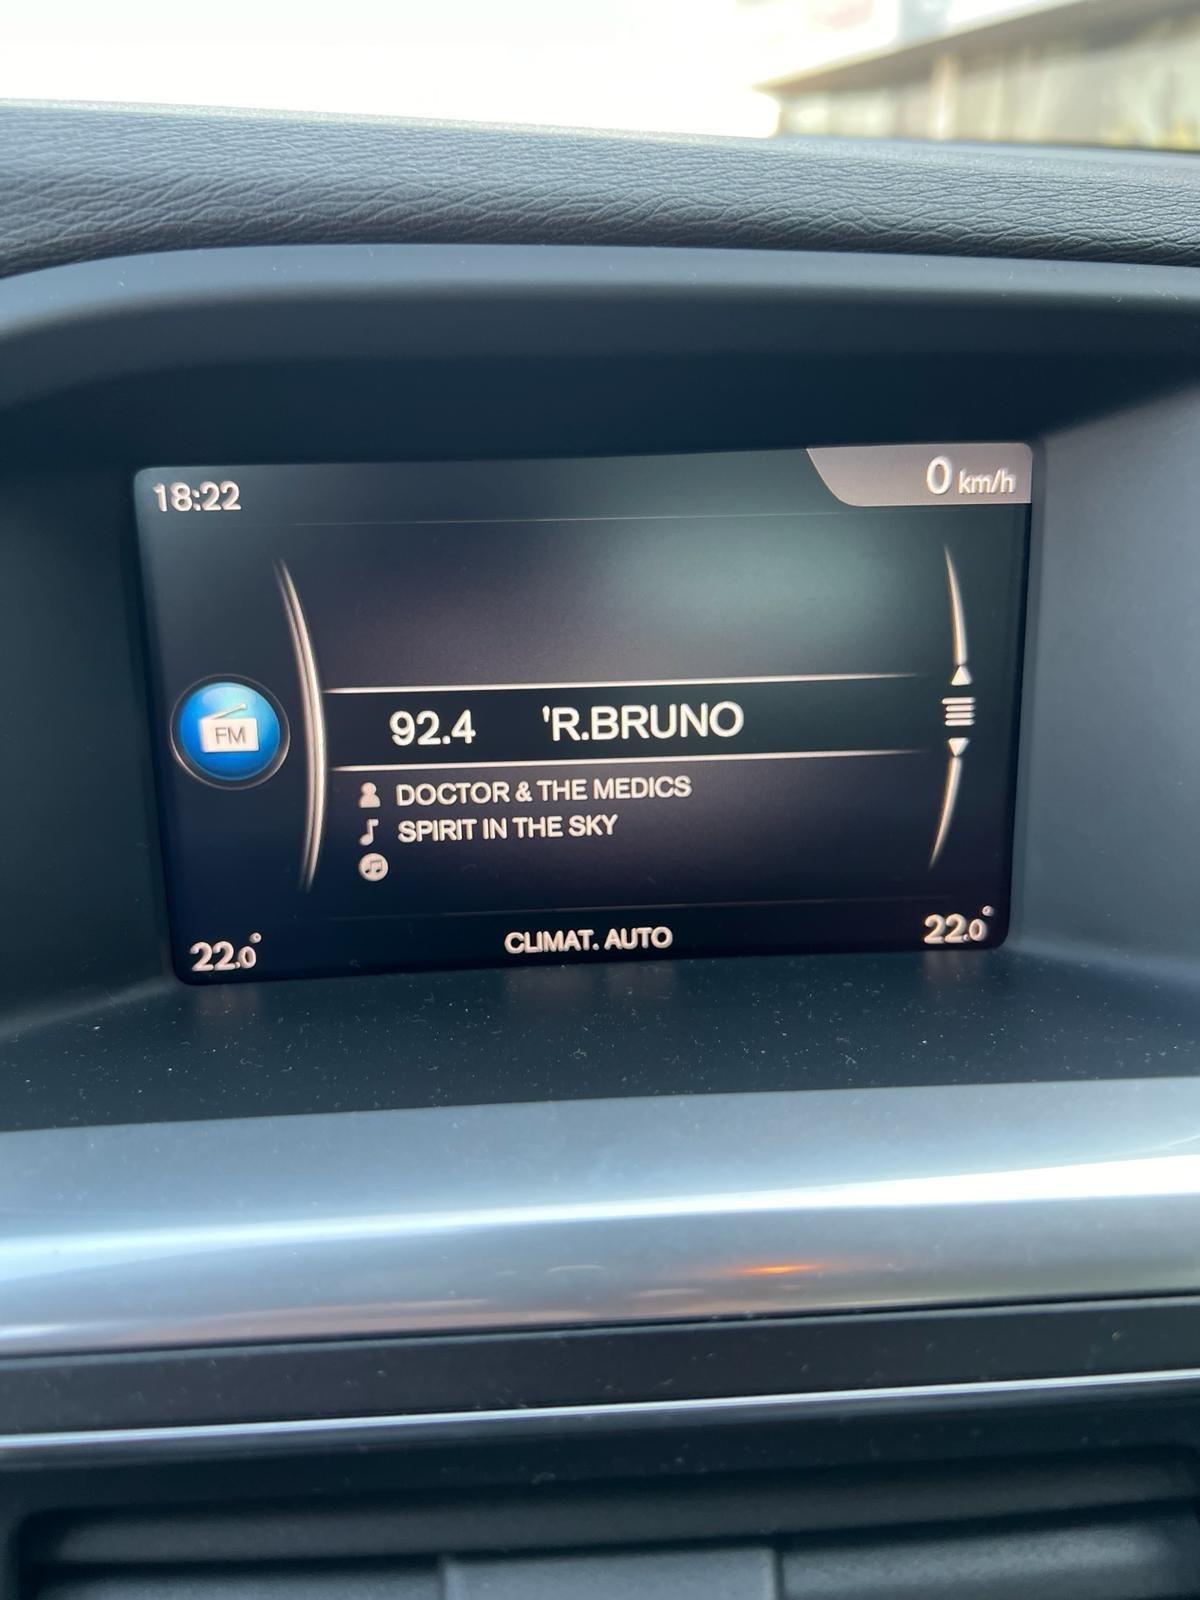 18:22
0 km/h
FM
92.4 'R.BRUNO
DOCTOR & THE MEDICS
SPIRIT IN THE SKY
22.0° CLIMAT. AUTO 22.0°